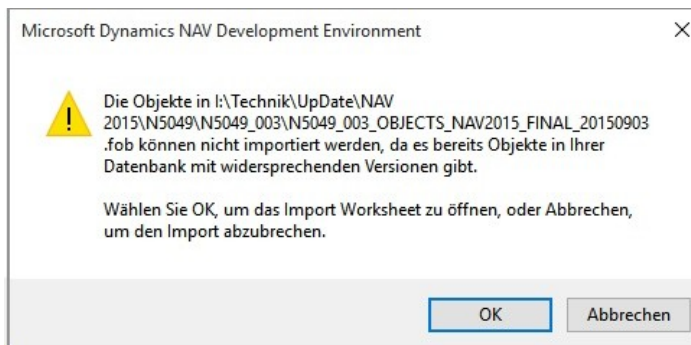 Microsoft Dynamics NAV Development Environment
Die Objekte in I:\Technik\UpDate\NAV
2015\N5049\N5049_003\N5049_003_OBJECTS_NAV2015_FINAL_20150903
.fob können nicht importiert werden, da es bereits Objekte in Ihrer
Datenbank mit widersprechenden Versionen gibt.
Wählen Sie OK, um das Import Worksheet zu öffnen, oder Abbrechen,
um den Import abzubrechen.
OK
Abbrechen